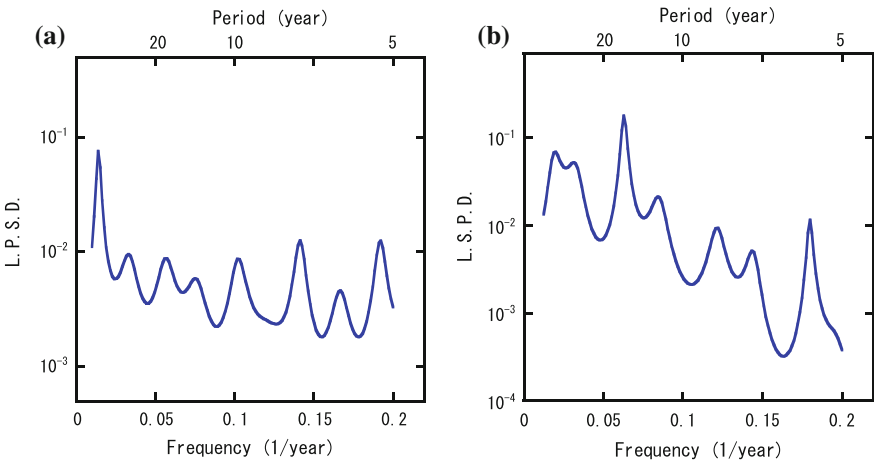 (a)
Period (year)
20 10 5
L.P.S.D.
10⁻¹
10⁻²
10⁻³
0 0.05 0.1 0.15 0.2
Frequency (1/year)
(b)
Period (year)
20 10 5
L.S.P.D.
10⁻¹
10⁻²
10⁻³
10⁻⁴
0 0.05 0.1 0.15 0.2
Frequency (1/year)